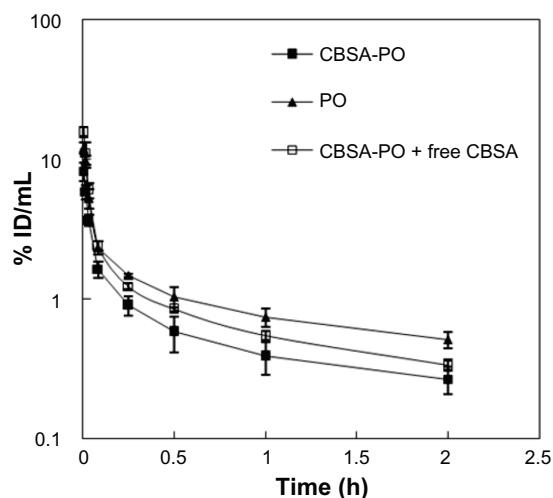 100
10
1
0.1
% ID/mL
CBSA-PO
PO
CBSA-PO + free CBSA
0 0.5 1 1.5 2 2.5
Time (h)